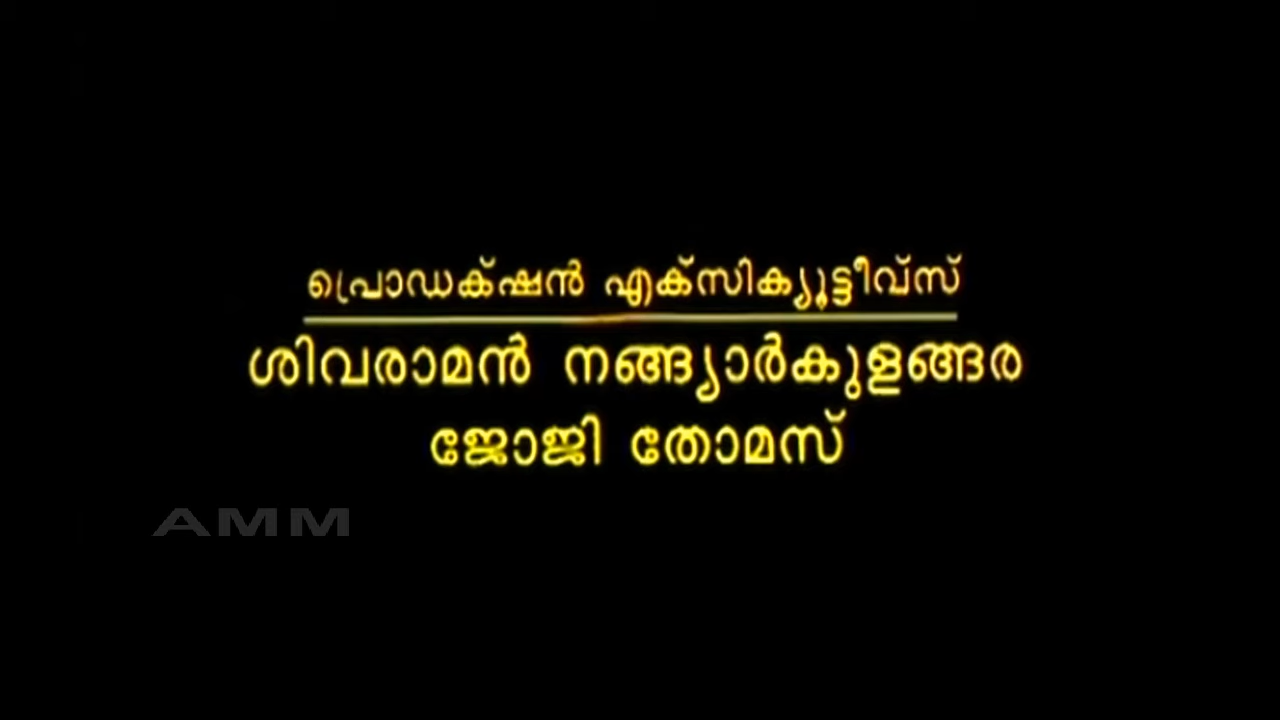 പ്രൊഡക്ഷൻ എക്സിക്യൂട്ടീവ്സ്
ശിവരാമൻ നങ്ങ്യാർകുളങ്ങര
ജോജി തോമസ്
AMM